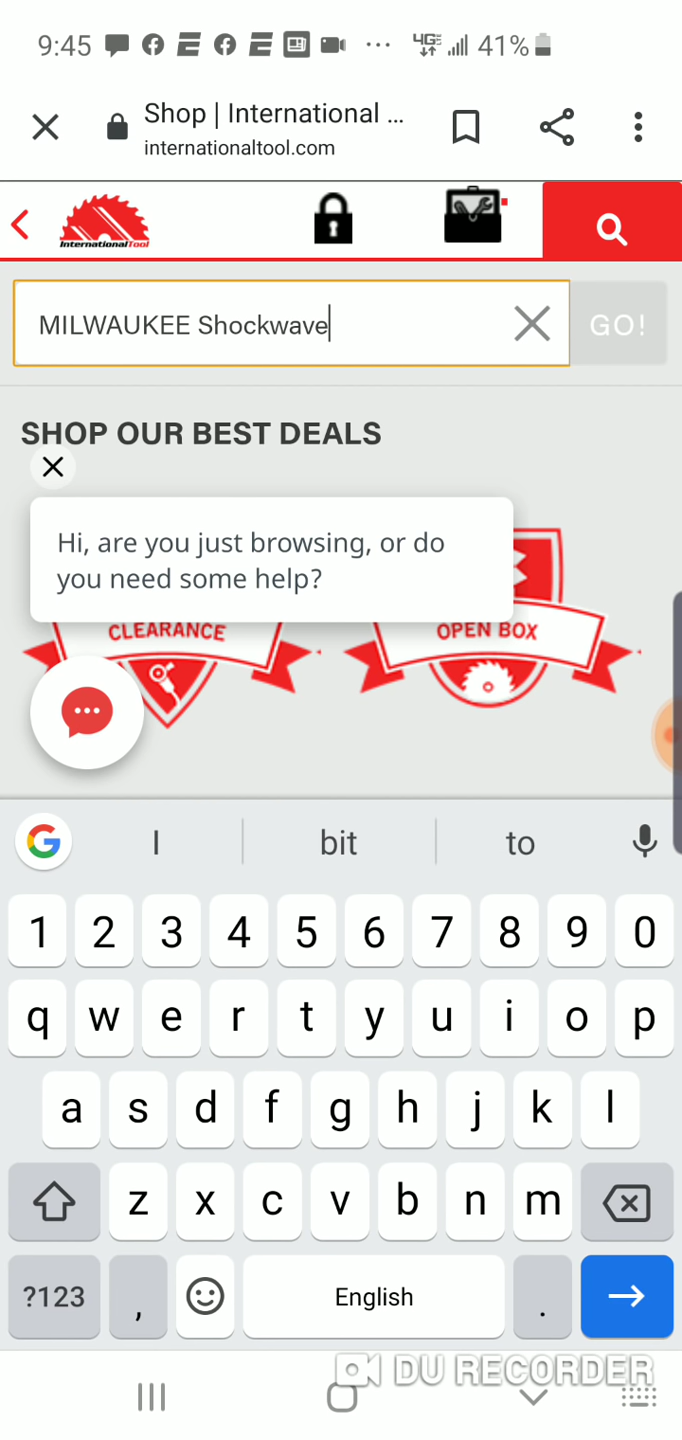 9:45
4GE 41%
Shop | International ...
internationaltool.com
InternationalTool
MILWAUKEE Shockwave
GO!
SHOP OUR BEST DEALS
Hi, are you just browsing, or do
you need some help?
CLEARANCE
OPEN BOX
I bit to
1 2 3 4 5 6 7 8 9 0
q w e r t y u i o p
a s d f g h j k l
z x c v b n m
?123 , English .
DU RECORDER